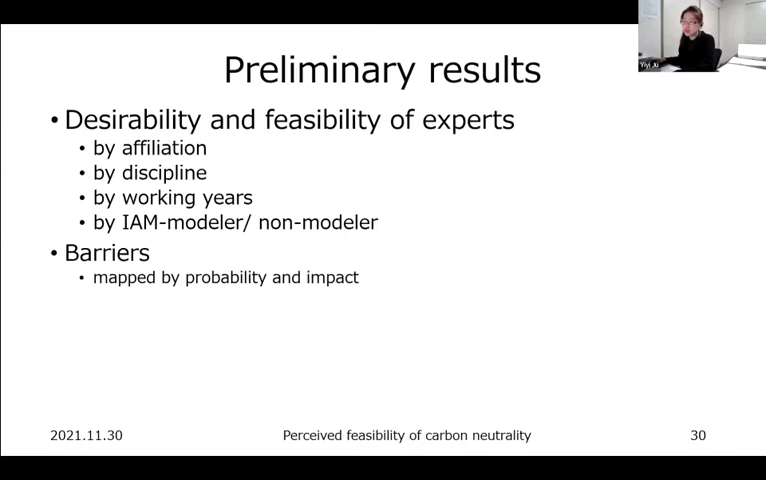 Yiyi Ju
Preliminary results
• Desirability and feasibility of experts
• by affiliation
• by discipline
• by working years
• by IAM-modeler/ non-modeler
• Barriers
• mapped by probability and impact
2021.11.30
Perceived feasibility of carbon neutrality
30